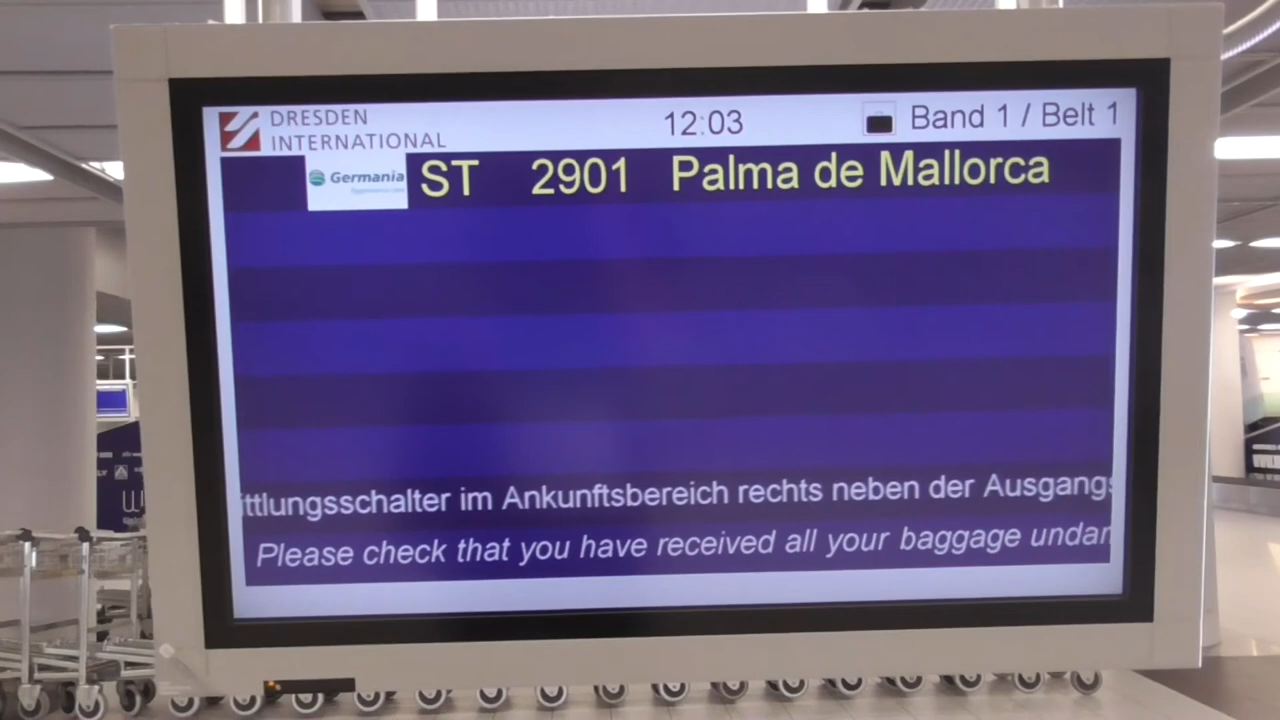 DRESDEN
INTERNATIONAL
12:03
Band 1 / Belt 1
Germania
ST 2901 Palma de Mallorca
ittlungsschalter im Ankunftsbereich rechts neben der Ausgangs
Please check that you have received all your baggage undam